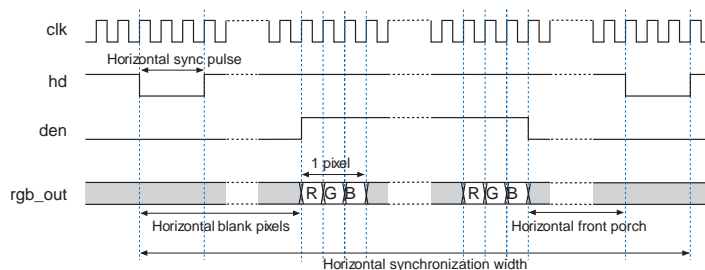 clk
Horizontal sync pulse
hd
den
1 pixel
rgb_out
R G B
R G B
Horizontal blank pixels
Horizontal front porch
Horizontal synchronization width